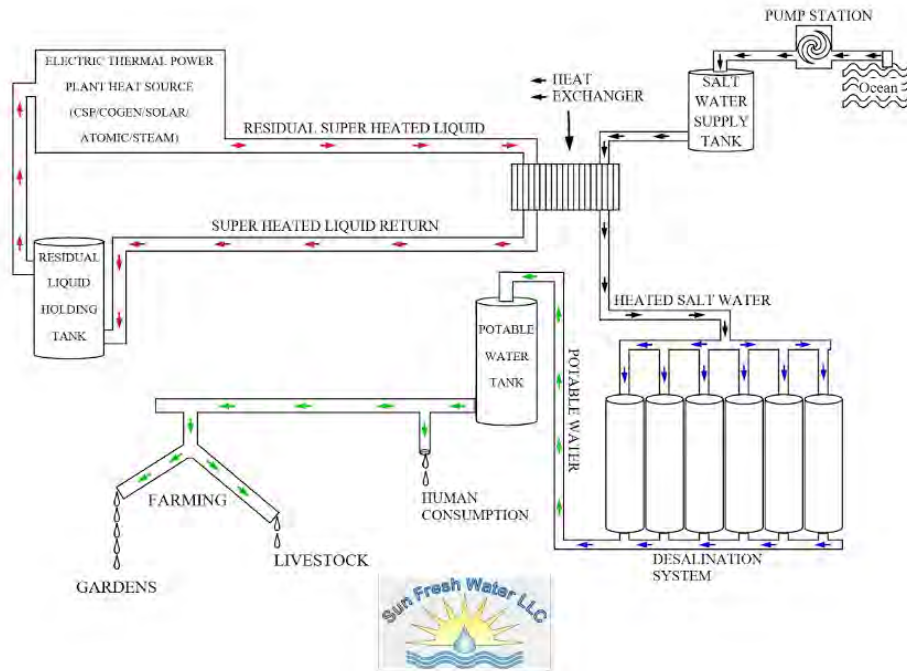 PUMP STATION
Ocean
SALT
WATER
SUPPLY
TANK
ELECTRIC THERMAL POWER
PLANT HEAT SOURCE
(CSP/COGEN/SOLAR/
ATOMIC/STEAM)
HEAT
EXCHANGER
RESIDUAL SUPER HEATED LIQUID
SUPER HEATED LIQUID RETURN
RESIDUAL
LIQUID
HOLDING
TANK
HEATED SALT WATER
POTABLE
WATER
TANK
POTABLE WATER
HUMAN
CONSUMPTION
FARMING
LIVESTOCK
GARDENS
DESALINATION
SYSTEM
Sun Fresh Water LLC